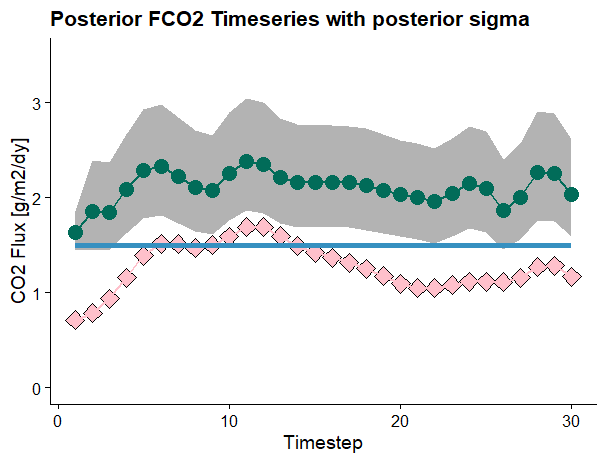 Posterior FCO2 Timeseries with posterior sigma
CO2 Flux [g/m2/dy]
3
2
1
0
0
10
20
30
Timestep